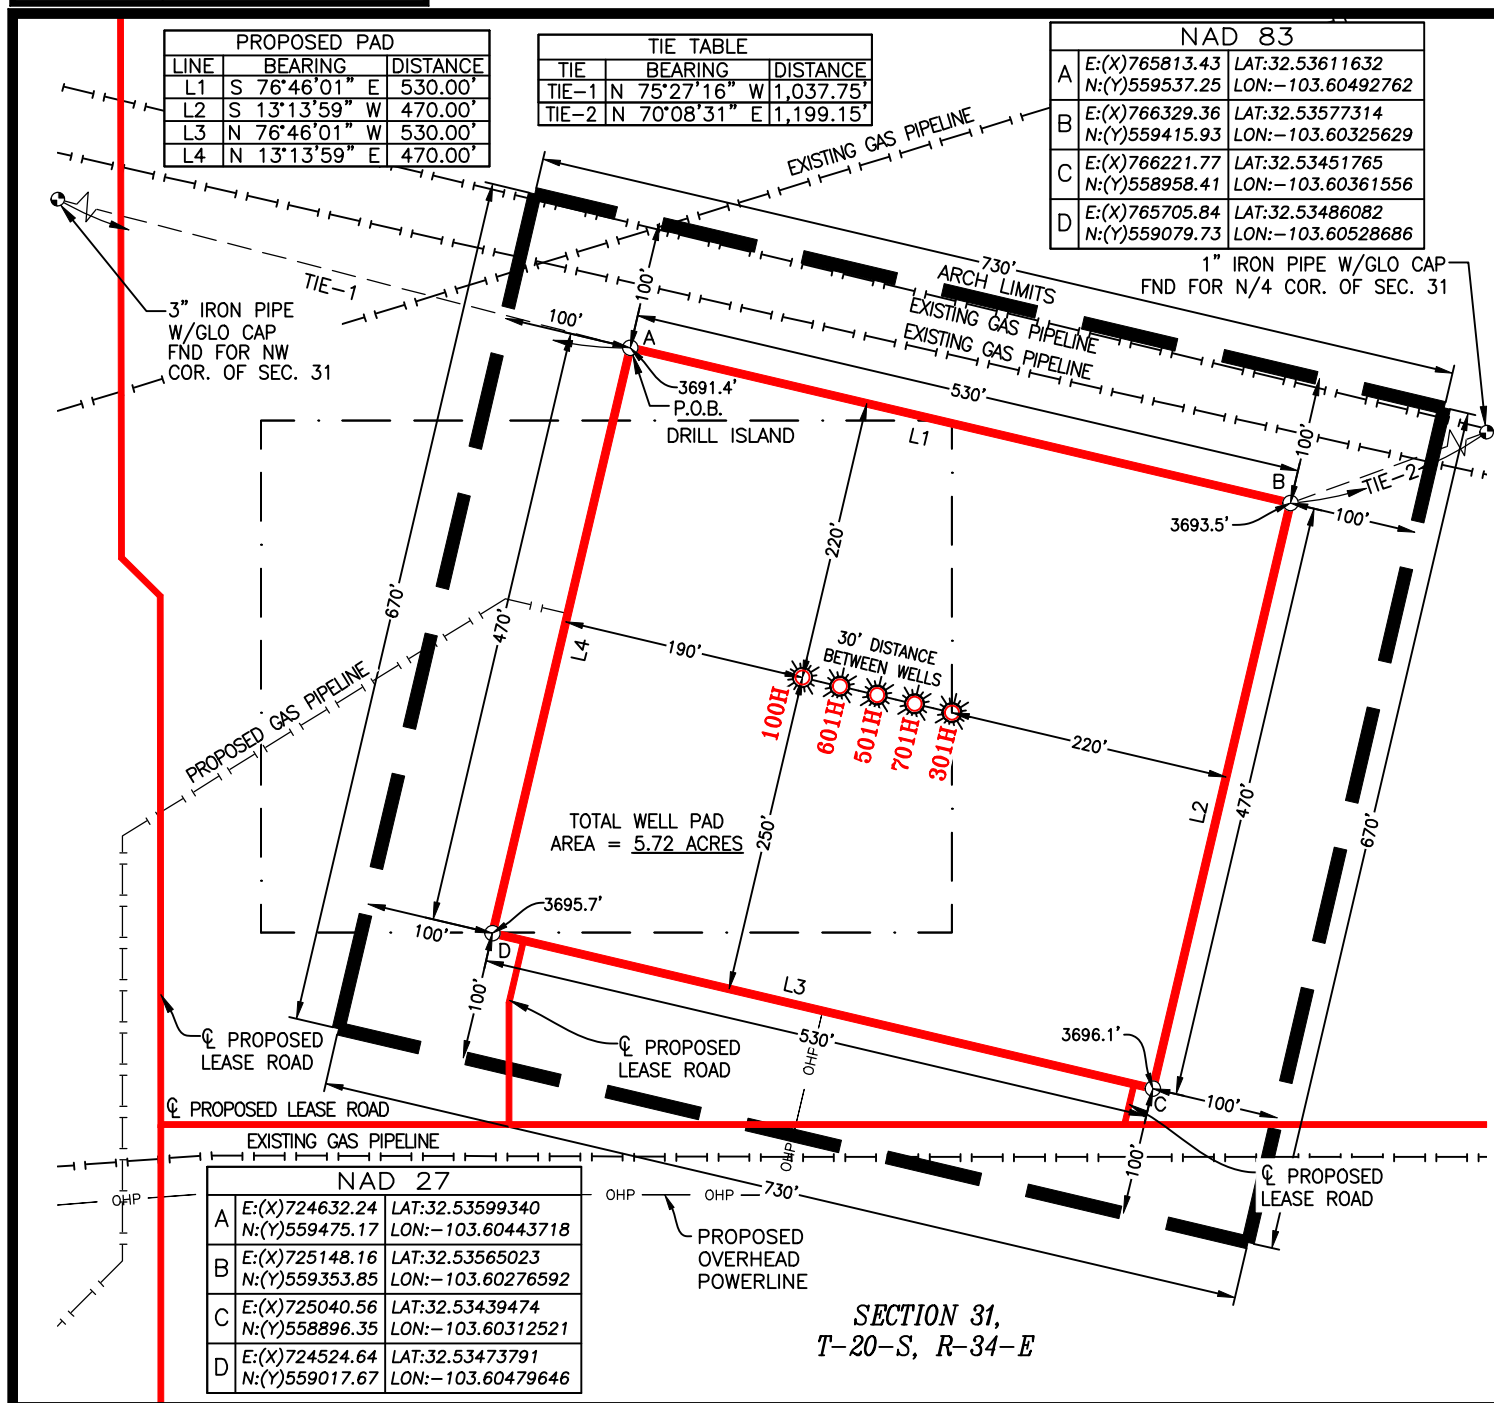 PROPOSED PAD
LINE BEARING DISTANCE
L1 S 76°46'01" E 530.00'
L2 S 13°13'59" W 470.00'
L3 N 76°46'01" W 530.00'
L4 N 13°13'59" E 470.00'
TIE TABLE
TIE BEARING DISTANCE
TIE-1 N 75°27'16" W 1,037.75'
TIE-2 N 70°08'31" E 1,199.15'
NAD 83
A E:(X)765813.43 LAT:32.53611632
N:(Y)559537.25 LON:-103.60492762
B E:(X)766329.36 LAT:32.53577314
N:(Y)559415.93 LON:-103.60325629
C E:(X)766221.77 LAT:32.53451765
N:(Y)558958.41 LON:-103.60361556
D E:(X)765705.84 LAT:32.53486082
N:(Y)559079.73 LON:-103.60528686
1" IRON PIPE W/GLO CAP
FND FOR N/4 COR. OF SEC. 31
EXISTING GAS PIPELINE
730'
ARCH LIMITS
EXISTING GAS PIPELINE
EXISTING GAS PIPELINE
TIE-1
3" IRON PIPE
W/GLO CAP
FND FOR NW
COR. OF SEC. 31
100'
100'
A
3691.4'
P.O.B.
DRILL ISLAND
530'
L1
100'
B
TIE-2
3693.5'
100'
220'
670'
470'
L4
190'
30' DISTANCE
BETWEEN WELLS
100H
601H
501H
701H
301H
220'
L2
470'
670'
PROPOSED GAS PIPELINE
TOTAL WELL PAD
AREA = 5.72 ACRES
250'
3695.7'
100'
D
100'
L3
530'
OHP
3696.1'
C
100'
100'
℄ PROPOSED
LEASE ROAD
℄ PROPOSED
LEASE ROAD
℄ PROPOSED LEASE ROAD
EXISTING GAS PIPELINE
OHP
℄ PROPOSED
LEASE ROAD
OHP
OHP
OHP
730'
PROPOSED
OVERHEAD
POWERLINE
NAD 27
A E:(X)724632.24 LAT:32.53599340
N:(Y)559475.17 LON:-103.60443718
B E:(X)725148.16 LAT:32.53565023
N:(Y)559353.85 LON:-103.60276592
C E:(X)725040.56 LAT:32.53439474
N:(Y)558896.35 LON:-103.60312521
D E:(X)724524.64 LAT:32.53473791
N:(Y)559017.67 LON:-103.60479646
SECTION 31,
T-20-S, R-34-E